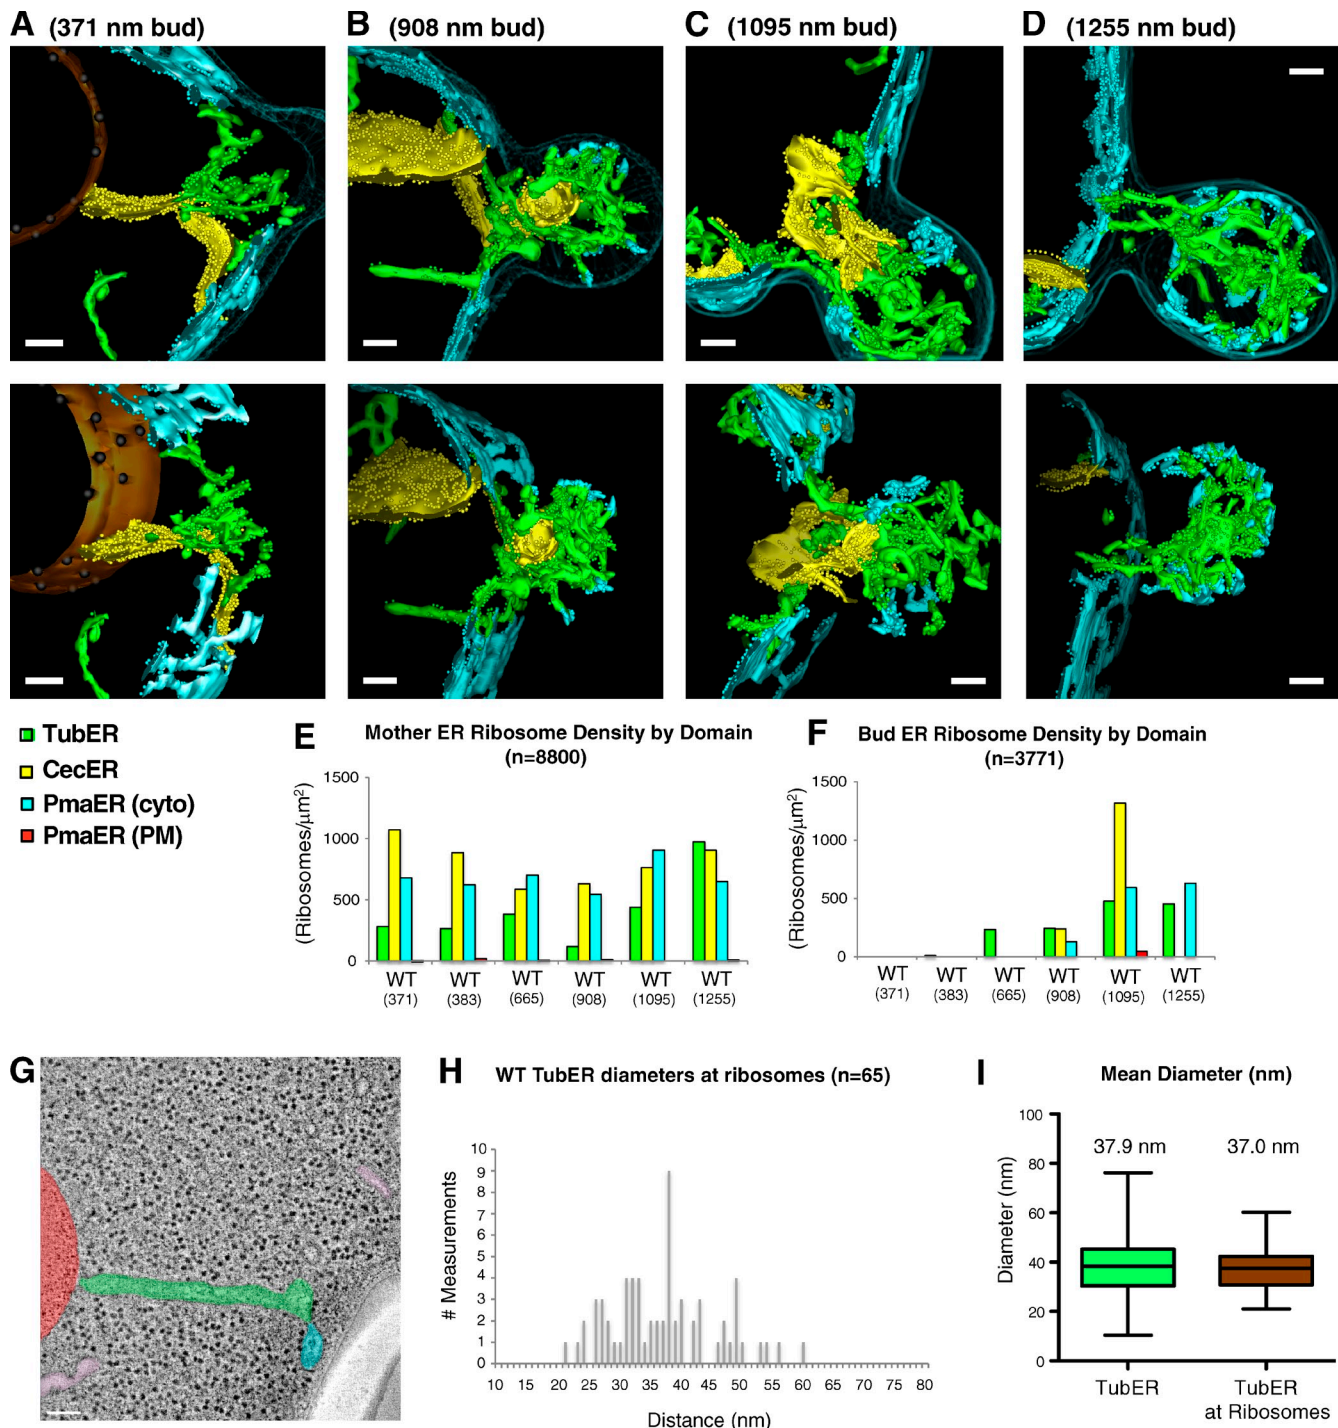 A (371 nm bud)
B (908 nm bud)
C (1095 nm bud)
D (1255 nm bud)
TubER
CecER
PmaER (cyto)
PmaER (PM)
E Mother ER Ribosome Density by Domain
(n=8800)
(Ribosomes/µm²)
1500
1000
500
0
WT WT WT WT WT WT
(371) (383) (665) (908) (1095) (1255)
F Bud ER Ribosome Density by Domain
(n=3771)
(Ribosomes/µm²)
1500
1000
500
0
WT WT WT WT WT WT
(371) (383) (665) (908) (1095) (1255)
G
H WT TubER diameters at ribosomes (n=65)
# Measurements
10
9
8
7
6
5
4
3
2
1
0
10 15 20 25 30 35 40 45 50 55 60 65 70 75 80
Distance (nm)
I Mean Diameter (nm)
Diameter (nm)
100
80
60
40
20
0
37.9 nm 37.0 nm
TubER TubER
at Ribosomes